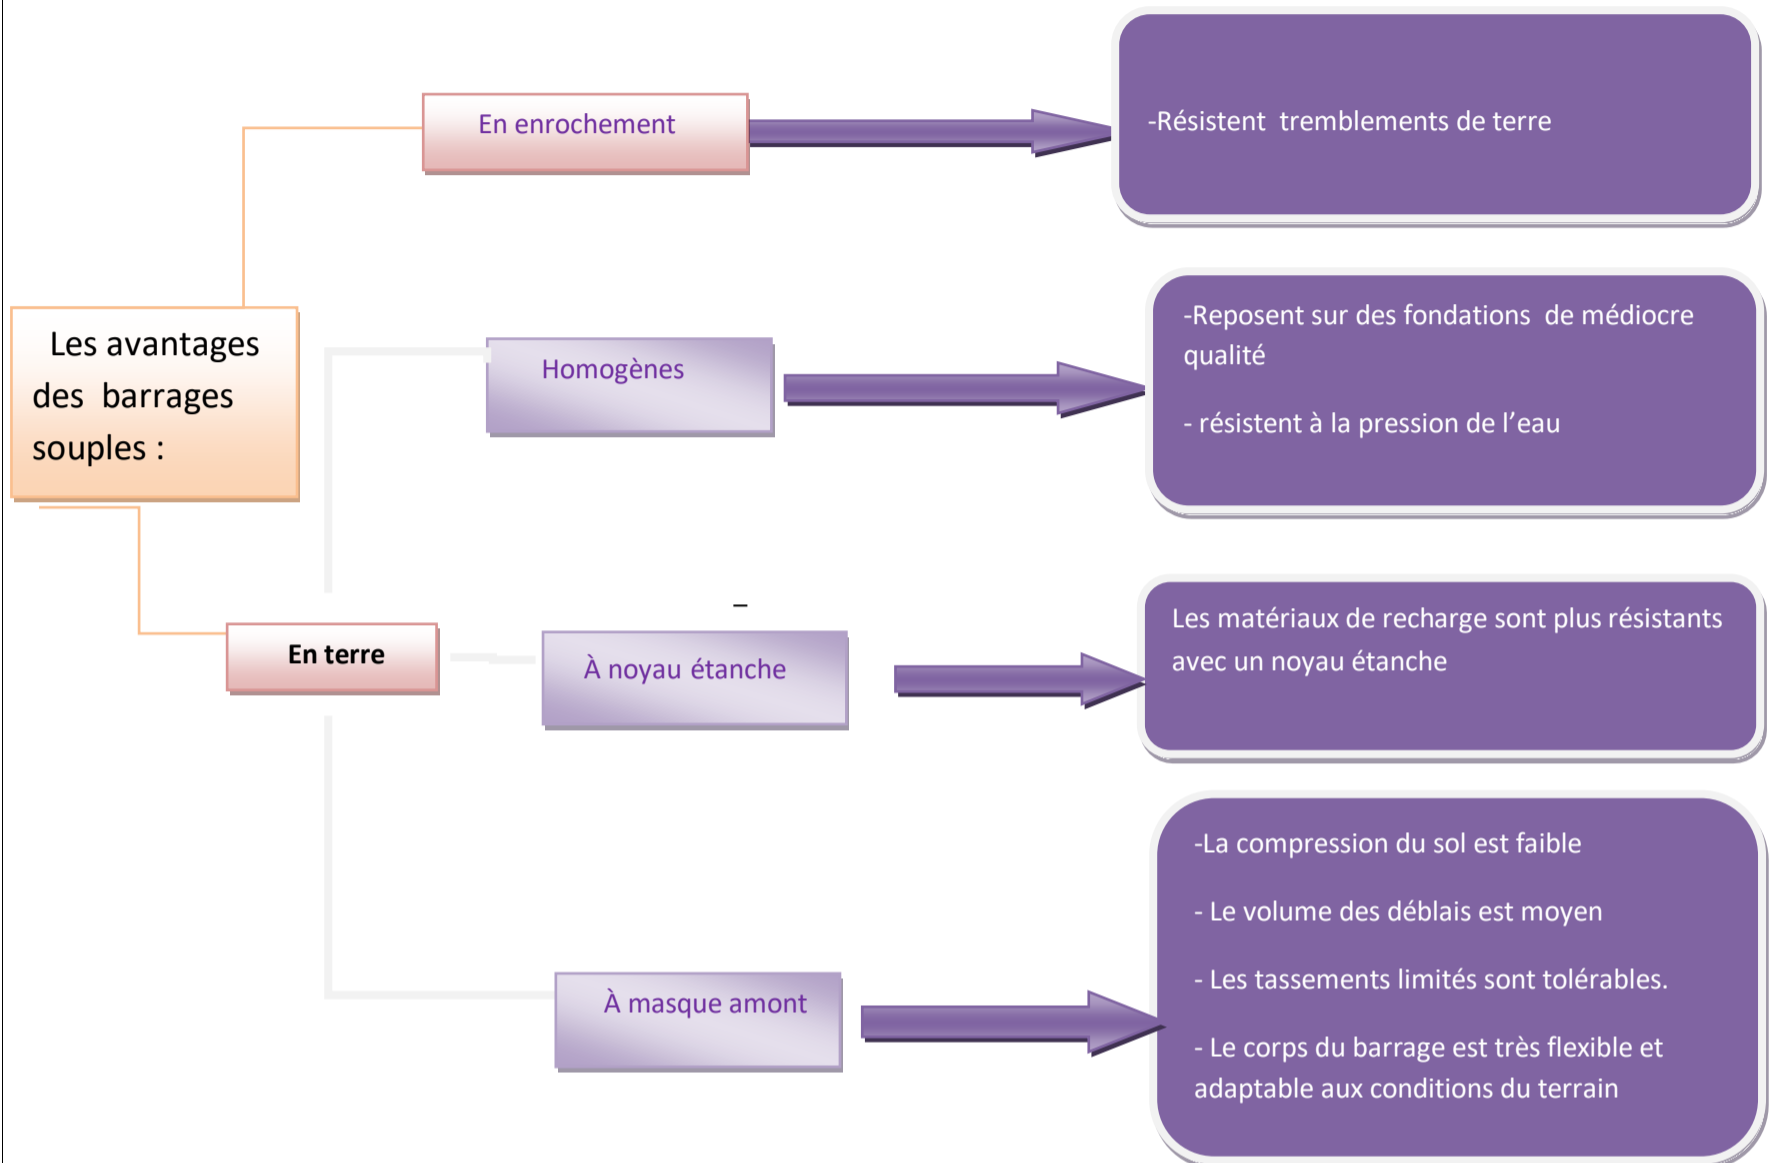 En enrochement
-Résistent tremblements de terre
Les avantages
des barrages
souples :
Homogènes
-Reposent sur des fondations de médiocre
qualité
- résistent à la pression de l’eau
En terre
–
À noyau étanche
Les matériaux de recharge sont plus résistants
avec un noyau étanche
À masque amont
-La compression du sol est faible
- Le volume des déblais est moyen
- Les tassements limités sont tolérables.
- Le corps du barrage est très flexible et
adaptable aux conditions du terrain